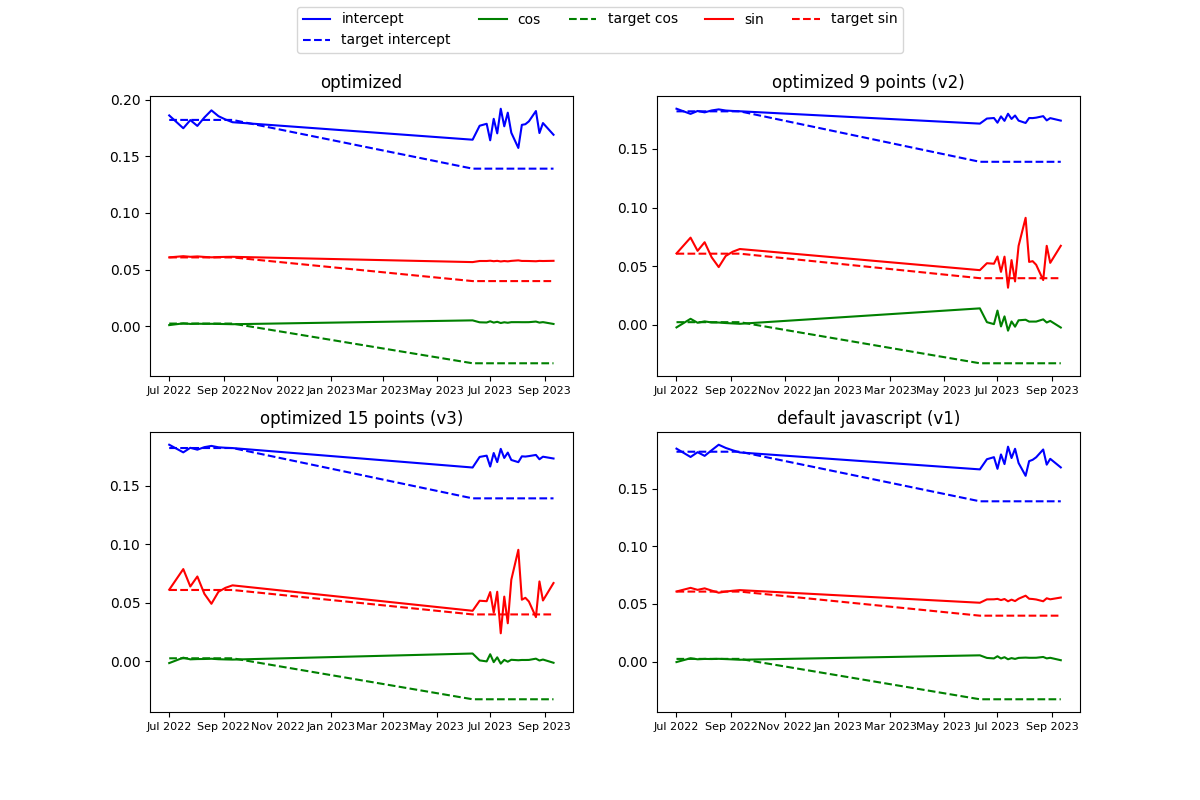 intercept cos target cos sin target sin
target intercept
optimized
0.20
0.15
0.10
0.05
0.00
Jul 2022 Sep 2022 Nov 2022 Jan 2023 Mar 2023 May 2023 Jul 2023 Sep 2023
optimized 9 points (v2)
0.15
0.10
0.05
0.00
Jul 2022 Sep 2022 Nov 2022 Jan 2023 Mar 2023 May 2023 Jul 2023 Sep 2023
optimized 15 points (v3)
0.15
0.10
0.05
0.00
Jul 2022 Sep 2022 Nov 2022 Jan 2023 Mar 2023 May 2023 Jul 2023 Sep 2023
default javascript (v1)
0.15
0.10
0.05
0.00
Jul 2022 Sep 2022 Nov 2022 Jan 2023 Mar 2023 May 2023 Jul 2023 Sep 2023